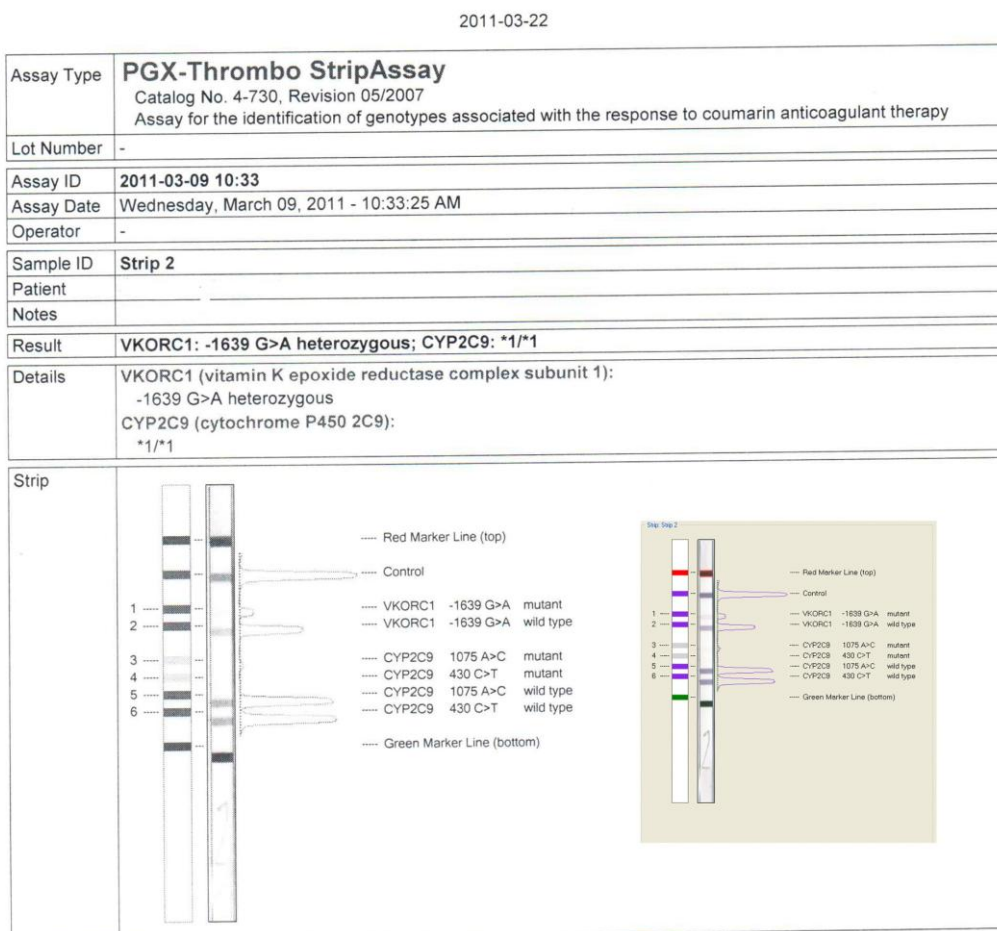 2011-03-22
Assay Type PGX-Thrombo StripAssay
Catalog No. 4-730, Revision 05/2007
Assay for the identification of genotypes associated with the response to coumarin anticoagulant therapy
Lot Number -
Assay ID 2011-03-09 10:33
Assay Date Wednesday, March 09, 2011 - 10:33:25 AM
Operator -
Sample ID Strip 2
Patient
Notes
Result VKORC1: -1639 G>A heterozygous; CYP2C9: *1/*1
Details VKORC1 (vitamin K epoxide reductase complex subunit 1):
-1639 G>A heterozygous
CYP2C9 (cytochrome P450 2C9):
*1/*1
Strip
Red Marker Line (top)
Control
1 VKORC1 -1639 G>A mutant
2 VKORC1 -1639 G>A wild type
3 CYP2C9 1075 A>C mutant
4 CYP2C9 430 C>T mutant
5 CYP2C9 1075 A>C wild type
6 CYP2C9 430 C>T wild type
Green Marker Line (bottom)
Strip: Strip 2
Red Marker Line (top)
Control
1 VKORC1 -1639 G>A mutant
2 VKORC1 -1639 G>A wild type
3 CYP2C9 1075 A>C mutant
4 CYP2C9 430 C>T mutant
5 CYP2C9 1075 A>C wild type
6 CYP2C9 430 C>T wild type
Green Marker Line (bottom)